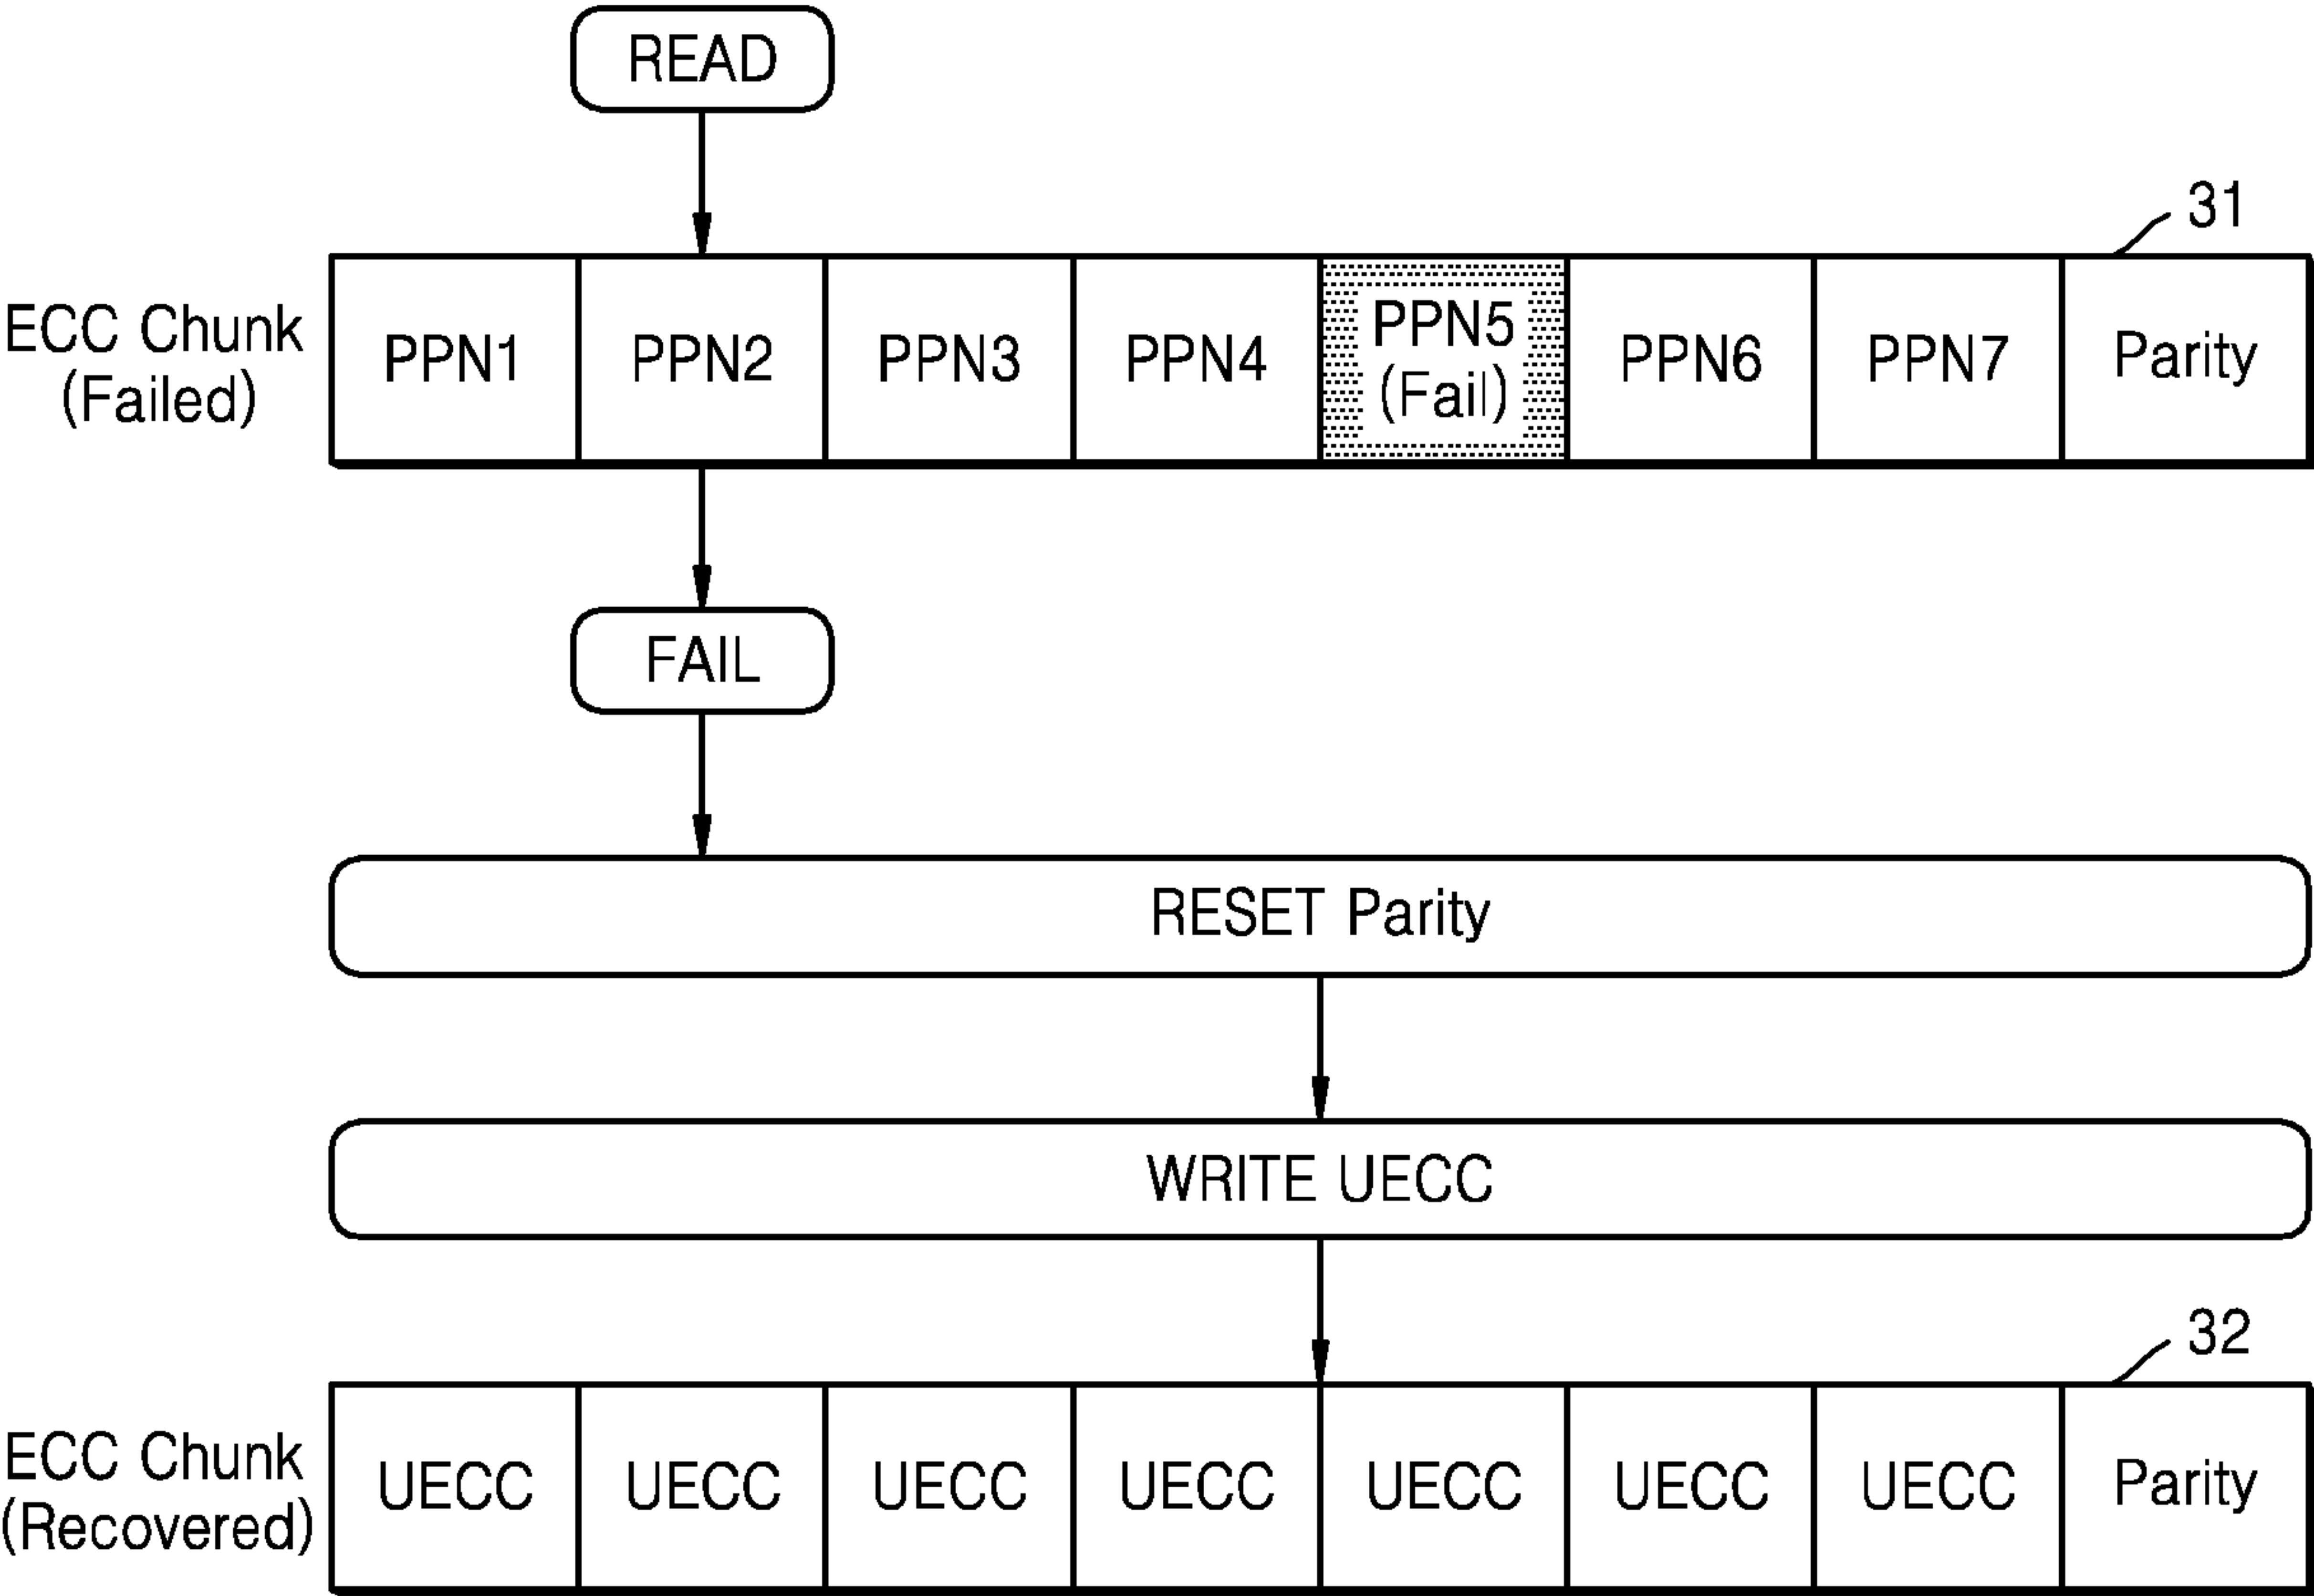 READ
31
ECC Chunk
(Failed)
PPN1 PPN2 PPN3 PPN4 PPN5 PPN6 PPN7 Parity
(Fail)
FAIL
RESET Parity
WRITE UECC
32
ECC Chunk
(Recovered)
UECC UECC UECC UECC UECC UECC UECC Parity